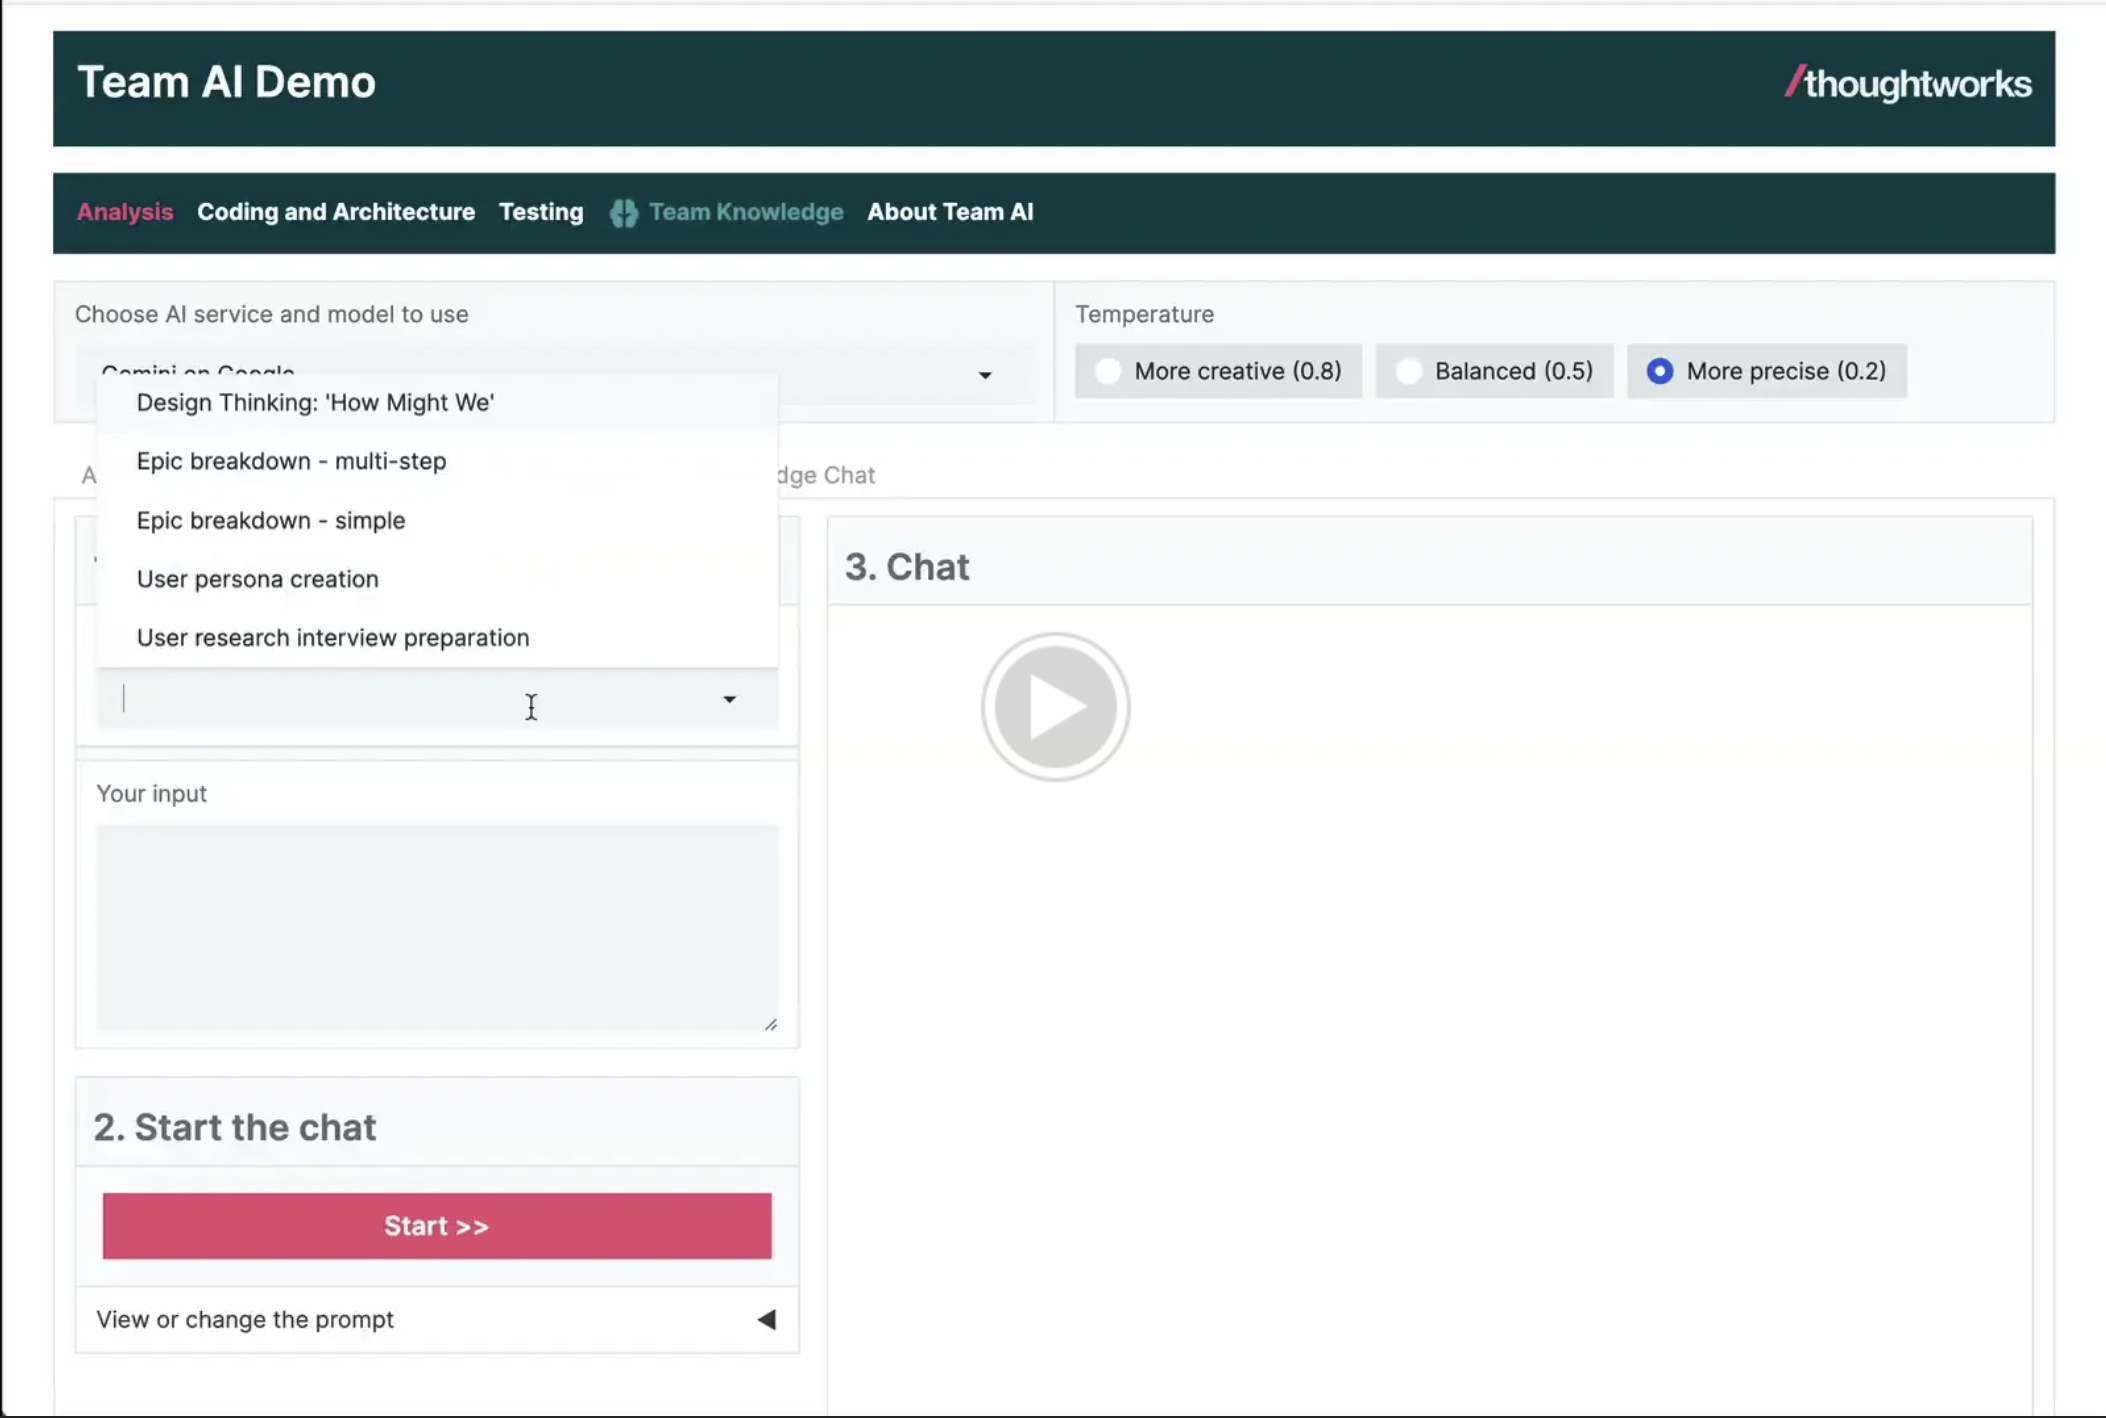 Team AI Demo
/thoughtworks
Analysis Coding and Architecture Testing Team Knowledge About Team AI
Choose AI service and model to use
Temperature
Gemini on Google
More creative (0.8) Balanced (0.5) More precise (0.2)
Design Thinking: 'How Might We'
Epic breakdown - multi-step
A
dge Chat
Epic breakdown - simple
User persona creation
User research interview preparation
3. Chat
Your input
2. Start the chat
Start >>
View or change the prompt